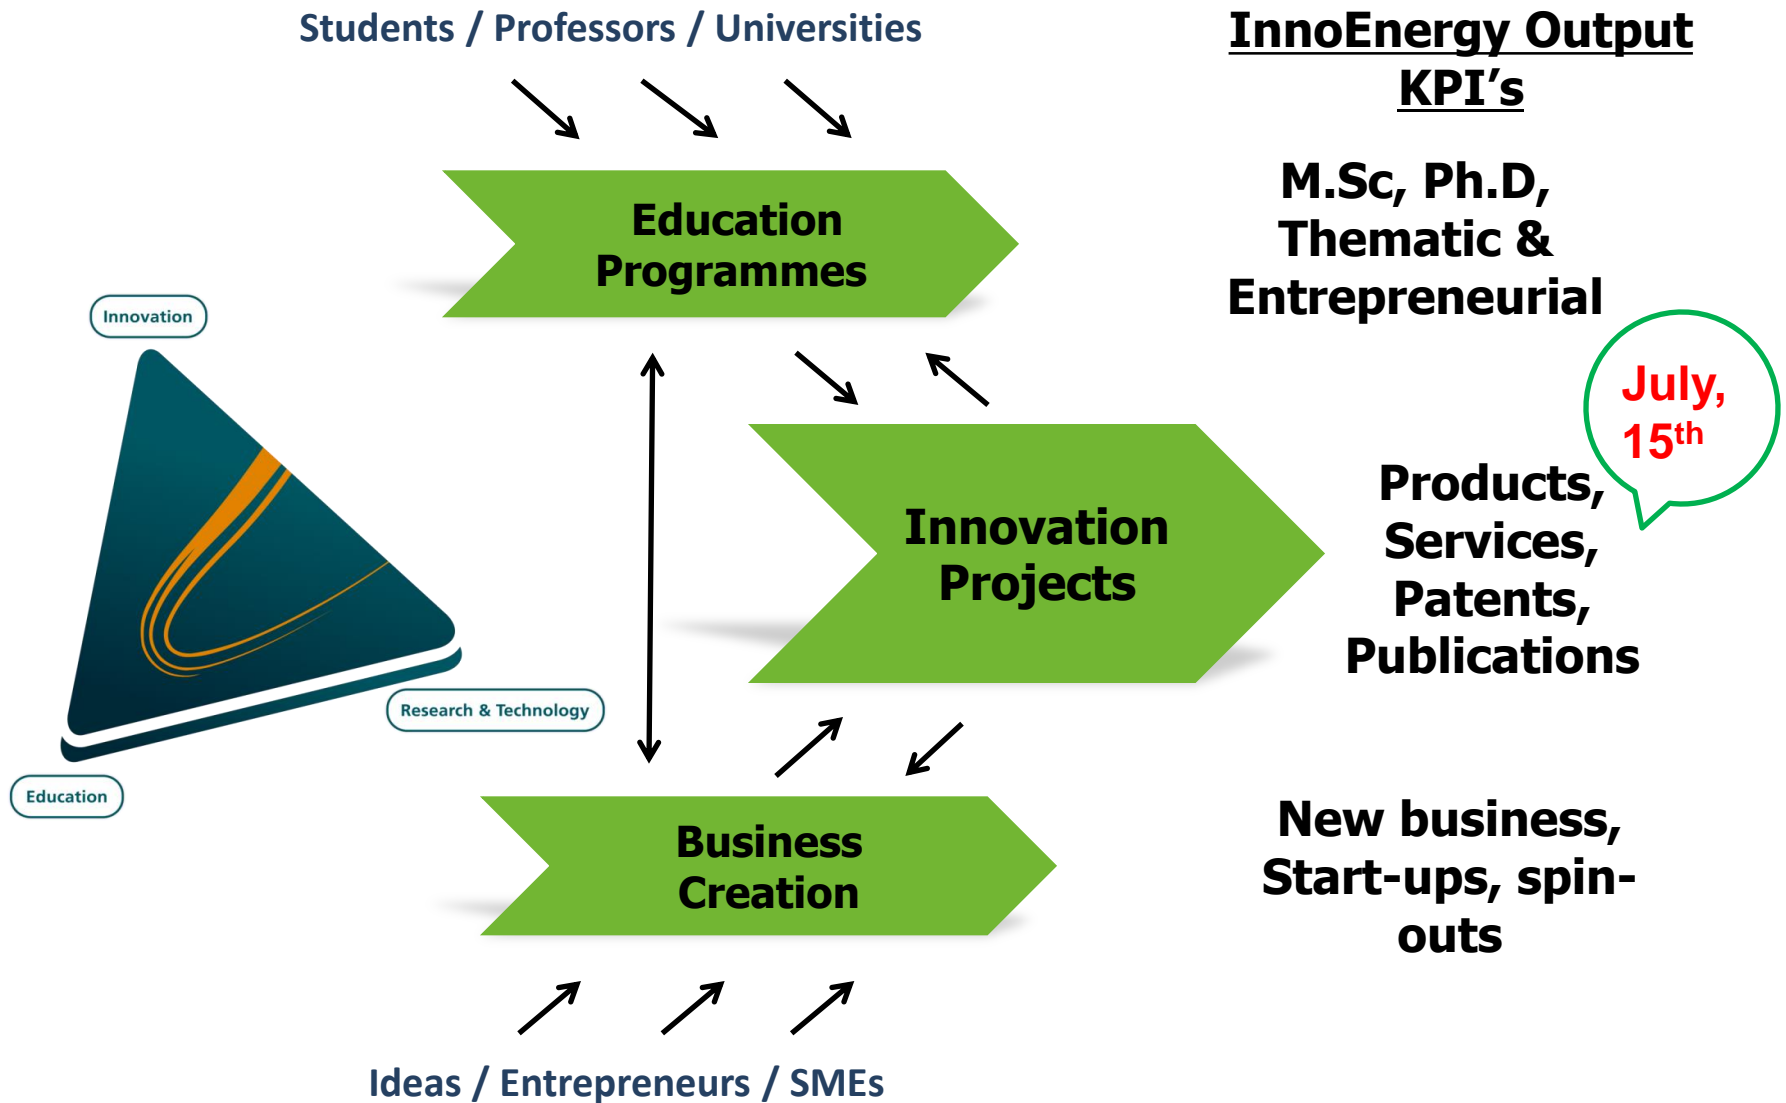 Students / Professors / Universities
InnoEnergy Output
KPI's
Education
Programmes
M.Sc, Ph.D,
Thematic &
Entrepreneurial
Innovation
Research & Technology
Education
July,
15th
Innovation
Projects
Products,
Services,
Patents,
Publications
Business
Creation
New business,
Start-ups, spin-
outs
Ideas / Entrepreneurs / SMEs